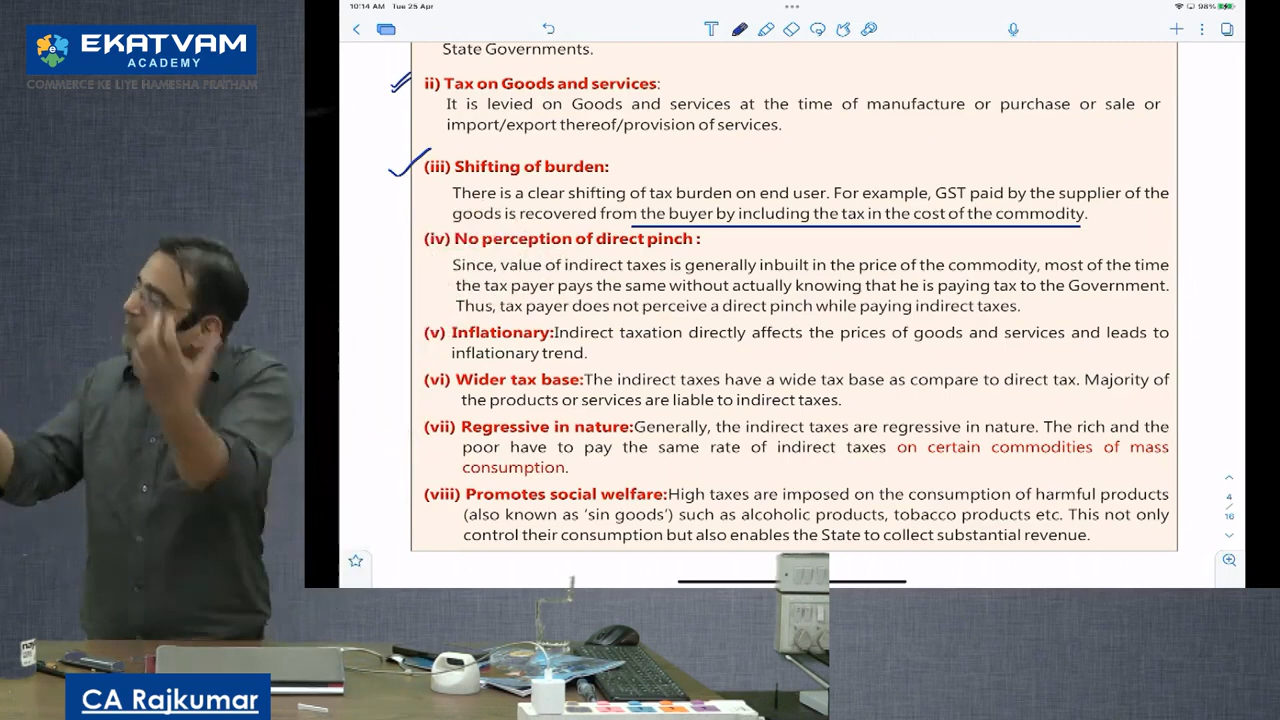 10:14 AM Tue 25 Apr
98%
EKATVAM
ACADEMY
COMMERCE KE LIYE HAMESHA PRATHAM
State Governments.
ii) Tax on Goods and services:
It is levied on Goods and services at the time of manufacture or purchase or sale or
import/export thereof/provision of services.
(iii) Shifting of burden:
There is a clear shifting of tax burden on end user. For example, GST paid by the supplier of the
goods is recovered from the buyer by including the tax in the cost of the commodity.
(iv) No perception of direct pinch :
Since, value of indirect taxes is generally inbuilt in the price of the commodity, most of the time
the tax payer pays the same without actually knowing that he is paying tax to the Government.
Thus, tax payer does not perceive a direct pinch while paying indirect taxes.
(v) Inflationary:Indirect taxation directly affects the prices of goods and services and leads to
inflationary trend.
(vi) Wider tax base:The indirect taxes have a wide tax base as compare to direct tax. Majority of
the products or services are liable to indirect taxes.
(vii) Regressive in nature:Generally, the indirect taxes are regressive in nature. The rich and the
poor have to pay the same rate of indirect taxes on certain commodities of mass
consumption.
(viii) Promotes social welfare:High taxes are imposed on the consumption of harmful products
(also known as ‘sin goods’) such as alcoholic products, tobacco products etc. This not only
control their consumption but also enables the State to collect substantial revenue.
4
/
16
CA Rajkumar